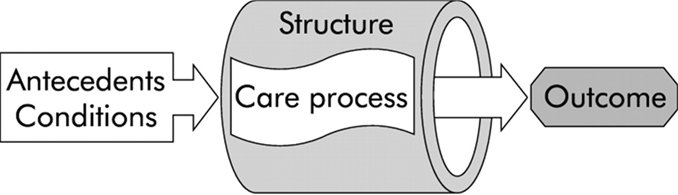 Structure
Antecedents
Conditions
Care process
Outcome